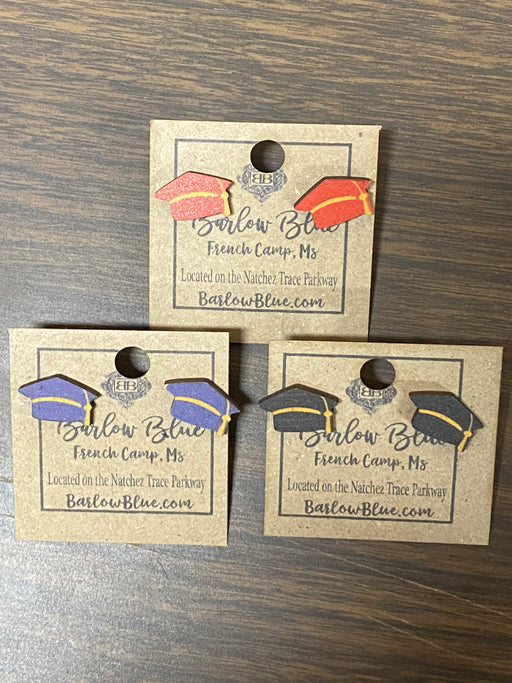 BB
Barlow Blue
French Camp, Ms
Located on the Natchez Trace Parkway
BarlowBlue.com
BB
Barlow Blue
French Camp, Ms
Located on the Natchez Trace Parkway
BarlowBlue.com
BB
Barlow Blue
French Camp, Ms
Located on the Natchez Trace Parkway
BarlowBlue.com